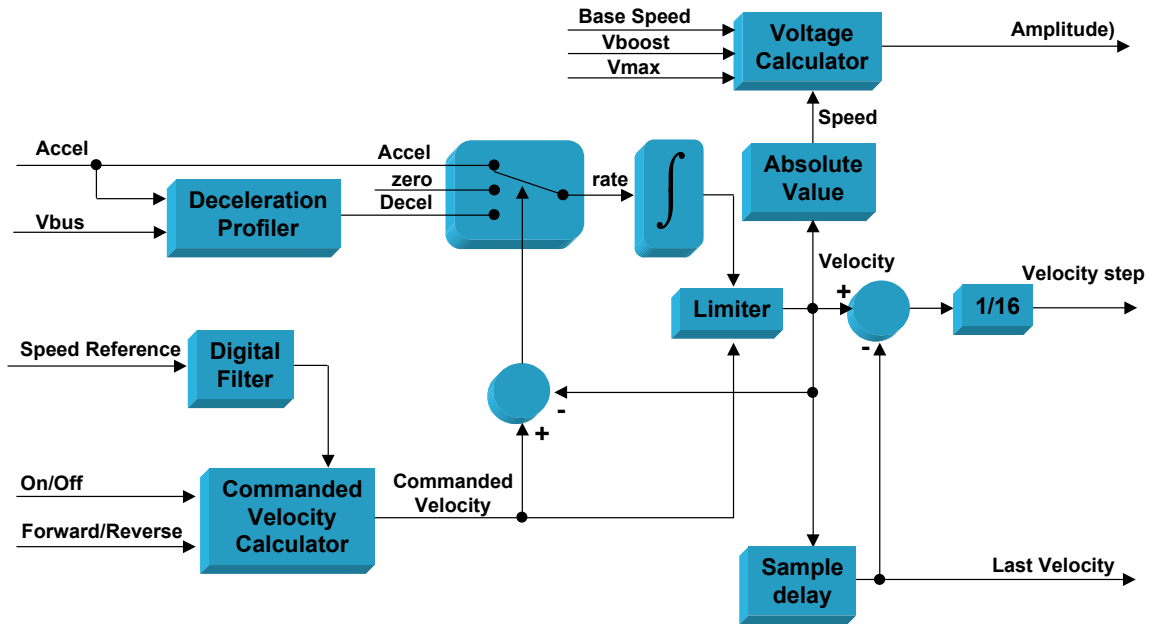 Base Speed
Vboost
Vmax
Voltage
Calculator
Amplitude)
Speed
Accel
Accel
zero
Decel
rate
∫
Absolute
Value
Deceleration
Profiler
Vbus
Velocity
Velocity step
+
-
Limiter
1/16
Speed Reference
Digital
Filter
-
+
On/Off
Forward/Reverse
Commanded
Velocity
Calculator
Commanded
Velocity
Sample
delay
Last Velocity